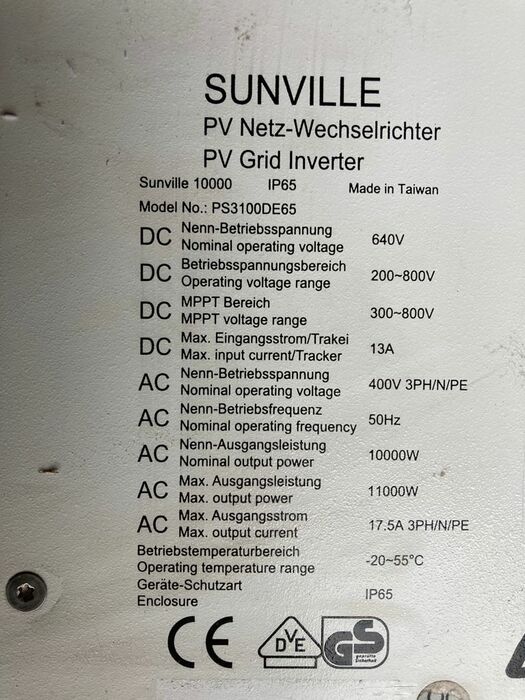 SUNVILLE
PV Netz-Wechselrichter
PV Grid Inverter
Sunville 10000 IP65 Made in Taiwan
Model No.: PS3100DE65
DC Nenn-Betriebsspannung
Nominal operating voltage 640V
DC Betriebsspannungsbereich
Operating voltage range 200~800V
DC MPPT Bereich
MPPT voltage range 300~800V
DC Max. Eingangsstrom/Trakei
Max. input current/Tracker 13A
AC Nenn-Betriebsspannung
Nominal operating voltage 400V 3PH/N/PE
AC Nenn-Betriebsfrequenz
Nominal operating frequency 50Hz
AC Nenn-Ausgangsleistung
Nominal output power 10000W
AC Max. Ausgangsleistung
Max. output power 11000W
AC Max. Ausgangsstrom
Max. output current 17.5A 3PH/N/PE
Betriebstemperaturbereich
Operating temperature range -20~55°C
Geräte-Schutzart
Enclosure IP65
CE DVE GS
geprüfte
Sicherheit